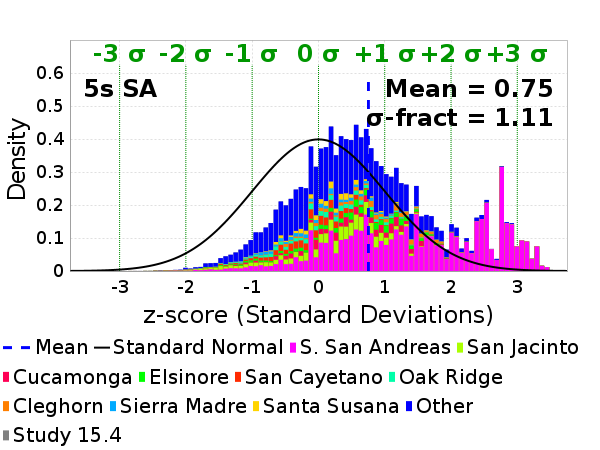 -3 σ -2 σ -1 σ 0 σ +1 σ +2 σ +3 σ
5s SA
Mean = 0.75
σ-fract = 1.11
Density
0.6
0.5
0.4
0.3
0.2
0.1
0
-3 -2 -1 0 1 2 3
z-score (Standard Deviations)
Mean Standard Normal S. San Andreas San Jacinto
Cucamonga Elsinore San Cayetano Oak Ridge
Cleghorn Sierra Madre Santa Susana Other
Study 15.4